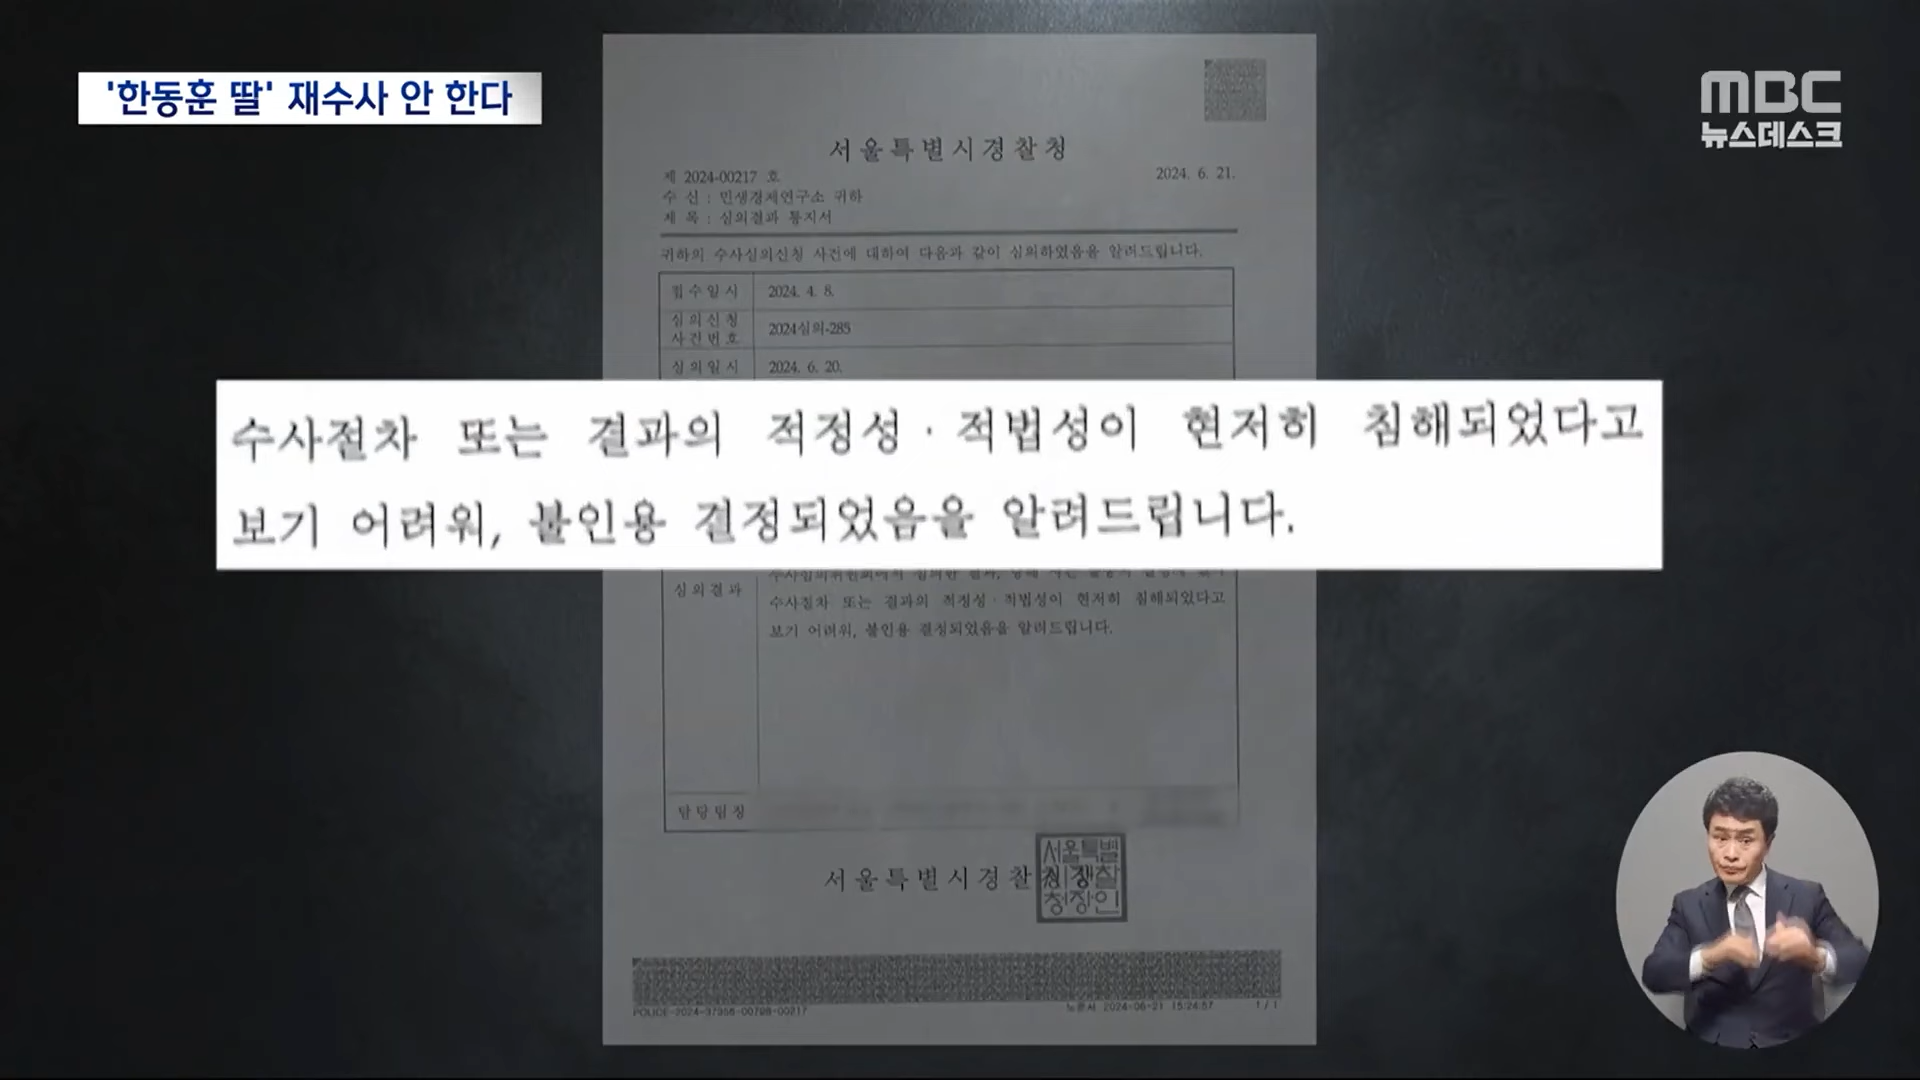 '한동훈 딸' 재수사 안 한다
MBC
뉴스데스크
서울특별시경찰청
제 2024-00217 호
2024. 6. 21.
수 신 : 민생경제연구소 귀하
제 목 : 심의결과 통지서
귀하의 수사심의신청 사건에 대하여 다음과 같이 심의하였음을 알려드립니다.
접수일시 2024. 4. 8.
심의신청
사건번호 2024심의-285
심의일시 2024. 6. 20.
수사절차 또는 결과의 적정성·적법성이 현저히 침해되었다고
보기 어려워, 불인용 결정되었음을 알려드립니다.
심의결과
수사절차 또는 결과의 적정성·적법성이 현저히 침해되었다고
보기 어려워, 불인용 결정되었음을 알려드립니다.
담당팀장
서울특별시경찰청장
서울특별
시경찰
청장인
2024-06-21 15:24:57
1 / 1